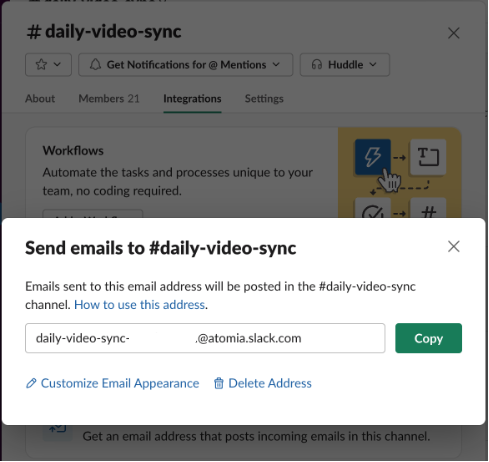 # daily-video-sync
Get Notifications for @ Mentions
Huddle
About Members 21 Integrations Settings
Workflows
Automate the tasks and processes unique to your
team, no coding required.
Send emails to #daily-video-sync
Emails sent to this email address will be posted in the #daily-video-sync
channel. How to use this address.
daily-video-sync- .@atomia.slack.com
Copy
Customize Email Appearance Delete Address
Get an email address that posts incoming emails in this channel.